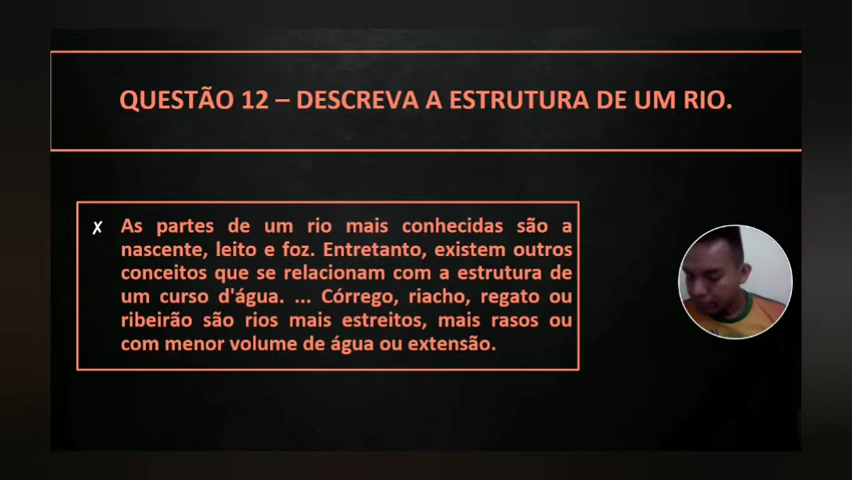 QUESTÃO 12 – DESCREVA A ESTRUTURA DE UM RIO.
✗ As partes de um rio mais conhecidas são a
nascente, leito e foz. Entretanto, existem outros
conceitos que se relacionam com a estrutura de
um curso d'água. ... Córrego, riacho, regato ou
ribeirão são rios mais estreitos, mais rasos ou
com menor volume de água ou extensão.